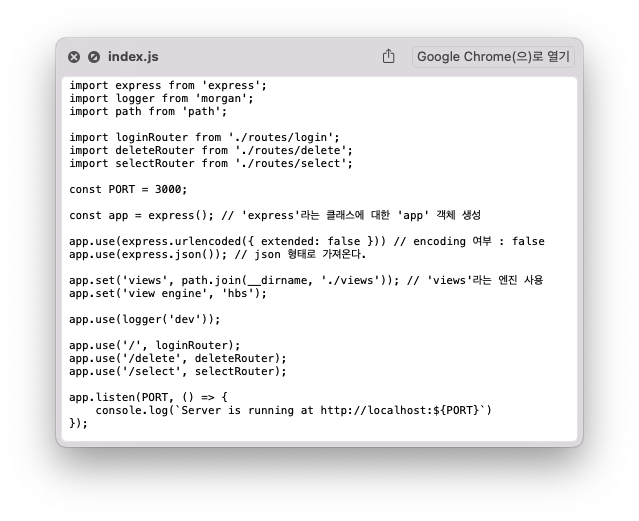 index.js
Google Chrome(으)로 열기
import express from 'express';
import logger from 'morgan';
import path from 'path';
import loginRouter from './routes/login';
import deleteRouter from './routes/delete';
import selectRouter from './routes/select';
const PORT = 3000;
const app = express(); // 'express'라는 클래스에 대한 'app' 객체 생성
app.use(express.urlencoded({ extended: false })) // encoding 여부 : false
app.use(express.json()); // json 형태로 가져온다.
app.set('views', path.join(__dirname, './views')); // 'views'라는 엔진 사용
app.set('view engine', 'hbs');
app.use(logger('dev'));
app.use('/', loginRouter);
app.use('/delete', deleteRouter);
app.use('/select', selectRouter);
app.listen(PORT, () => {
    console.log(`Server is running at http://localhost:${PORT}`)
});